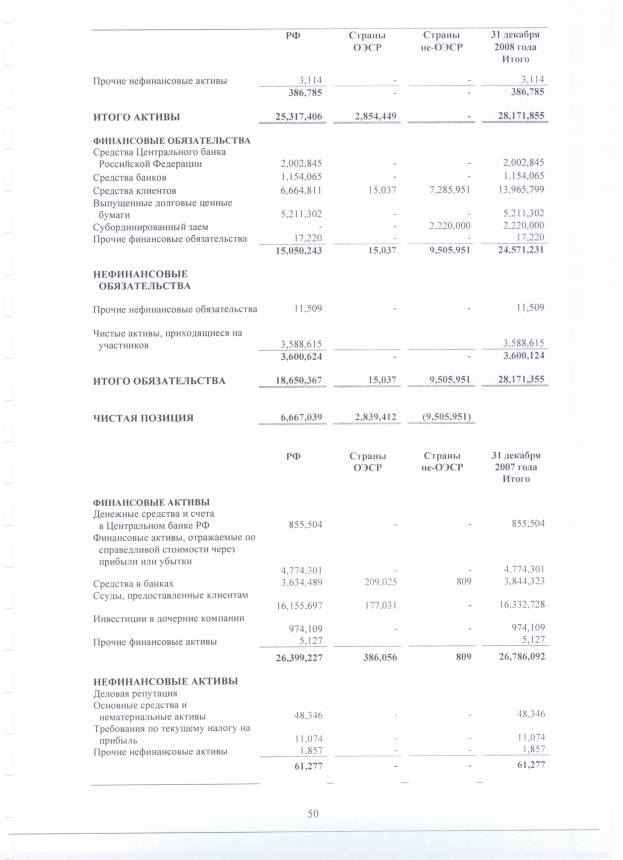 РФ Страны Страны 31 декабря
ОЭСР не-ОЭСР 2008 года
Итого
Прочие нефинансовые активы 3,114 - - 3,114
386,785 - - 386,785
ИТОГО АКТИВЫ 25,317,406 2,854,449 - 28,171,855
ФИНАНСОВЫЕ ОБЯЗАТЕЛЬСТВА
Средства Центрального банка
Российской Федерации 2,002,845 - - 2,002,845
Средства банков 1,154,065 - - 1,154,065
Средства клиентов 6,664,811 15,037 7,285,951 13,965,799
Выпущенные долговые ценные
бумаги 5,211,302 - - 5,211,302
Субординированный заем - - 2,220,000 2,220,000
Прочие финансовые обязательства 17,220 - - 17,220
15,050,243 15,037 9,505,951 24,571,231
НЕФИНАНСОВЫЕ
ОБЯЗАТЕЛЬСТВА
Прочие нефинансовые обязательства 11,509 - - 11,509
Чистые активы, приходящиеся на
участников 3,588,615 3,588,615
3,600,624 - - 3,600,124
ИТОГО ОБЯЗАТЕЛЬСТВА 18,650,367 15,037 9,505,951 28,171,355
ЧИСТАЯ ПОЗИЦИЯ 6,667,039 2,839,412 (9,505,951)
РФ Страны Страны 31 декабря
ОЭСР не-ОЭСР 2007 года
Итого
ФИНАНСОВЫЕ АКТИВЫ
Денежные средства и счета
в Центральном банке РФ 855,504 - - 855,504
Финансовые активы, отражаемые по
справедливой стоимости через
прибыли или убытки
4,774,301 - - 4,774,301
Средства в банках 3,634,489 209,025 809 3,844,323
Ссуды, предоставленные клиентам
16,155,697 177,031 - 16,332,728
Инвестиции в дочерние компании
974,109 - - 974,109
Прочие финансовые активы 5,127 - - 5,127
26,399,227 386,056 809 26,786,092
НЕФИНАНСОВЫЕ АКТИВЫ
Деловая репутация
Основные средства и
нематериальные активы 48,346 - - 48,346
Требования по текущему налогу на
прибыль 11,074 - - 11,074
Прочие нефинансовые активы 1,857 - - 1,857
61,277 - - 61,277
50